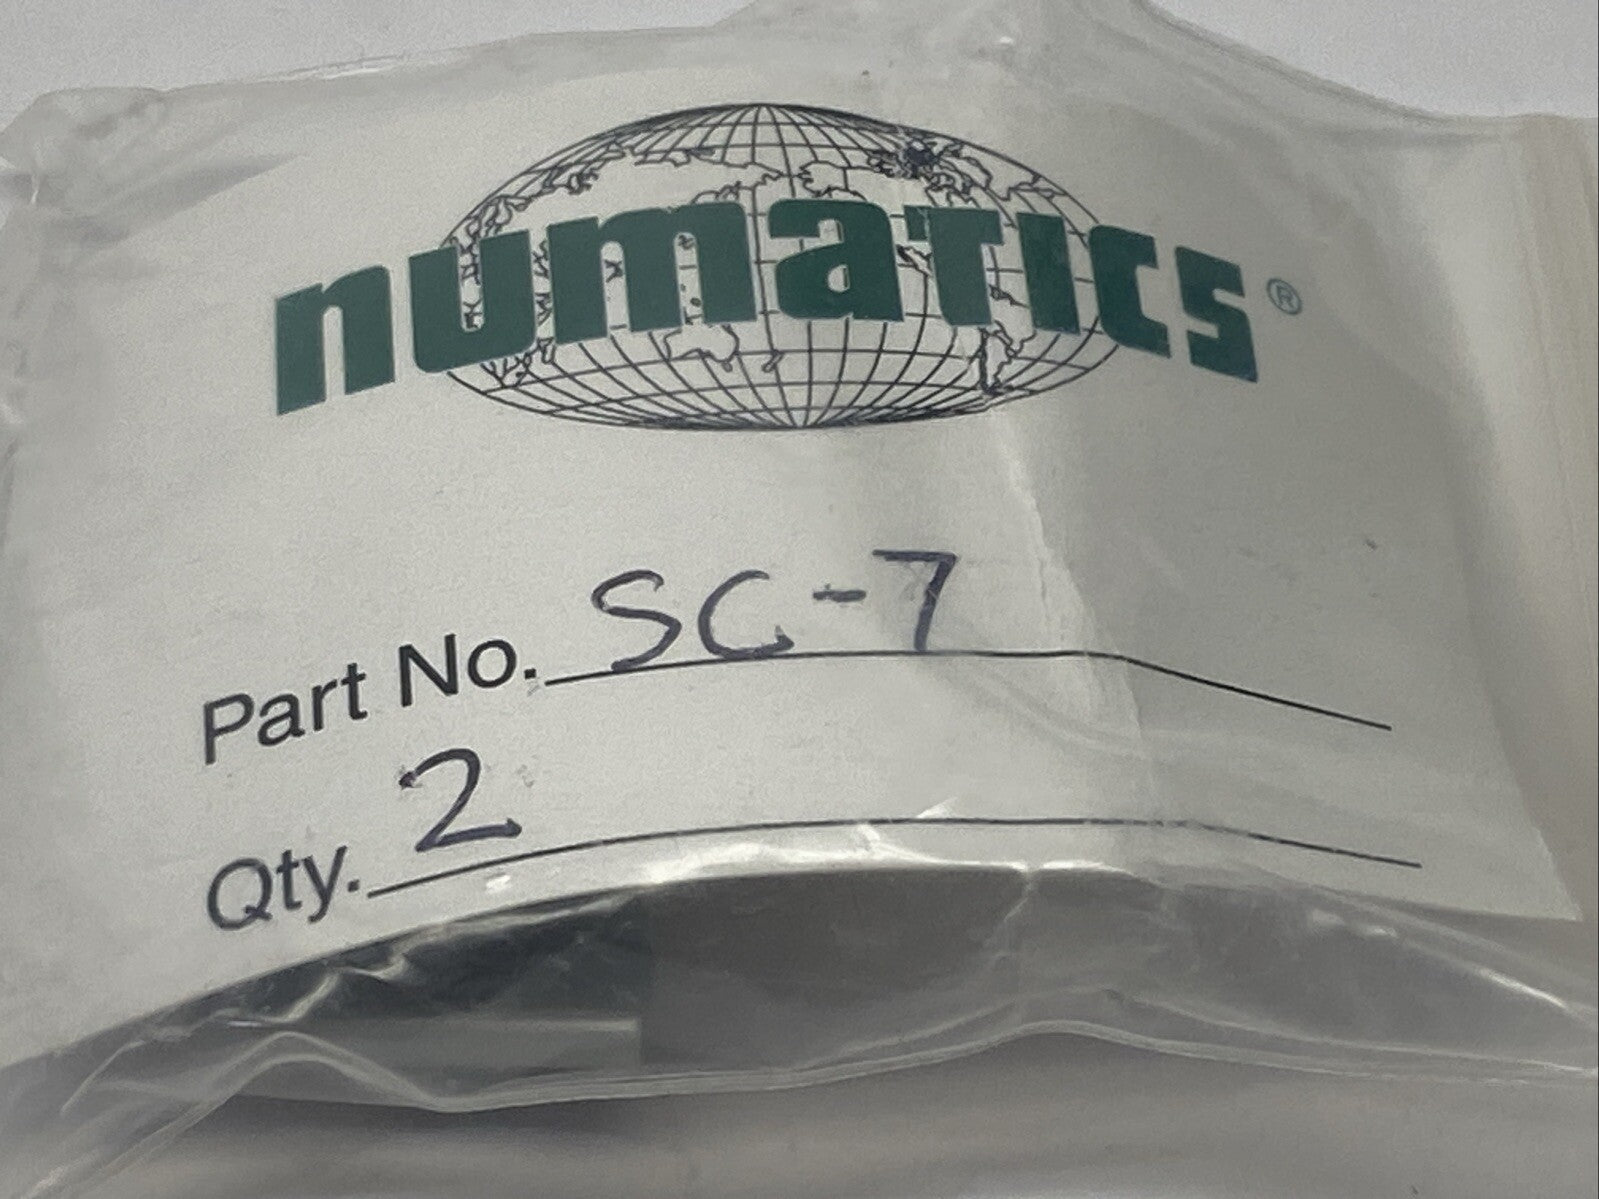 numatics®
Part No. SC-7
Qty. 2